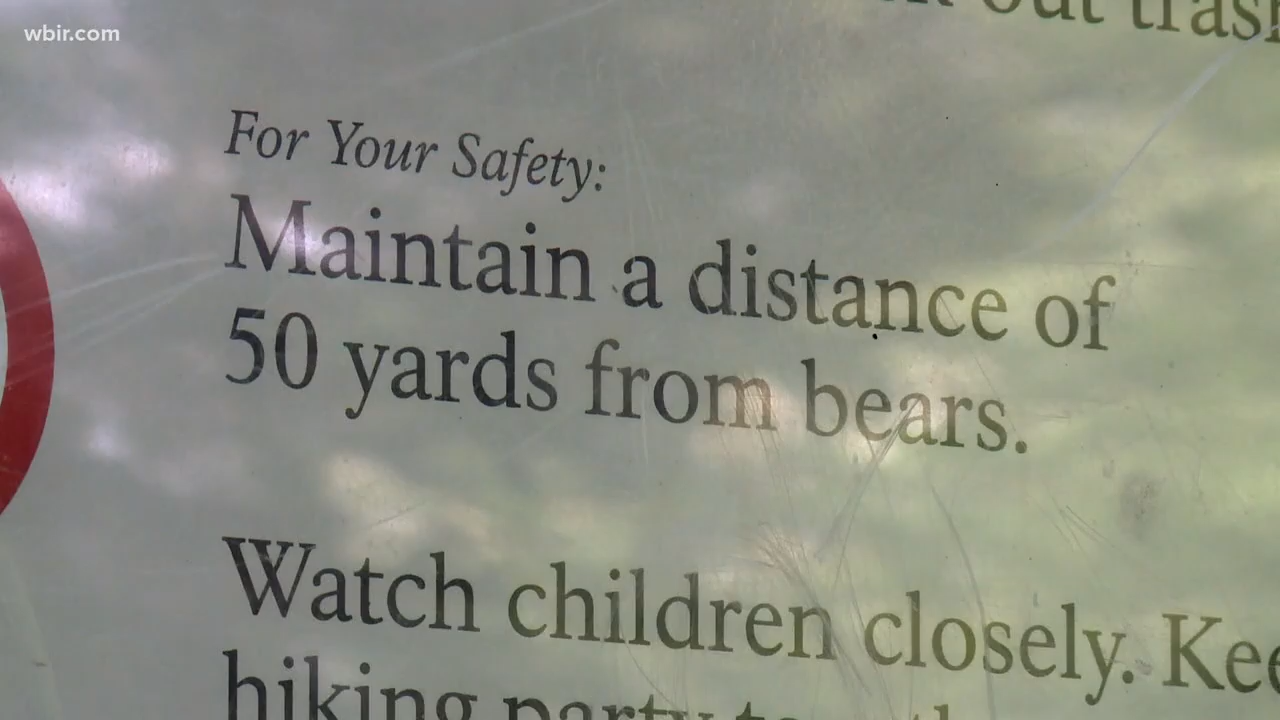 wbir.com
out trash
For Your Safety:
Maintain a distance of
50 yards from bears.
Watch children closely. Kee
hiking party to